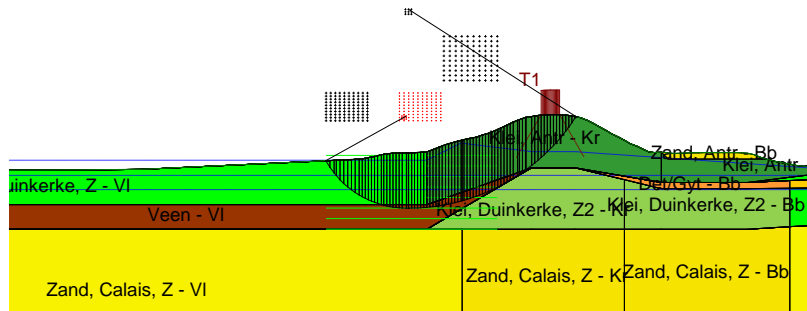 T1
Klei, Antr - Kr
Zand, Antr - Bb
Klei, Antr
Det/Gyt - Bb
uinkerke, Z - VI
Veen - VI
Klei, Duinkerke, Z2 - Kr
Klei, Duinkerke, Z2 - Bb
Zand, Calais, Z - Kr
Zand, Calais, Z - Bb
Zand, Calais, Z - VI